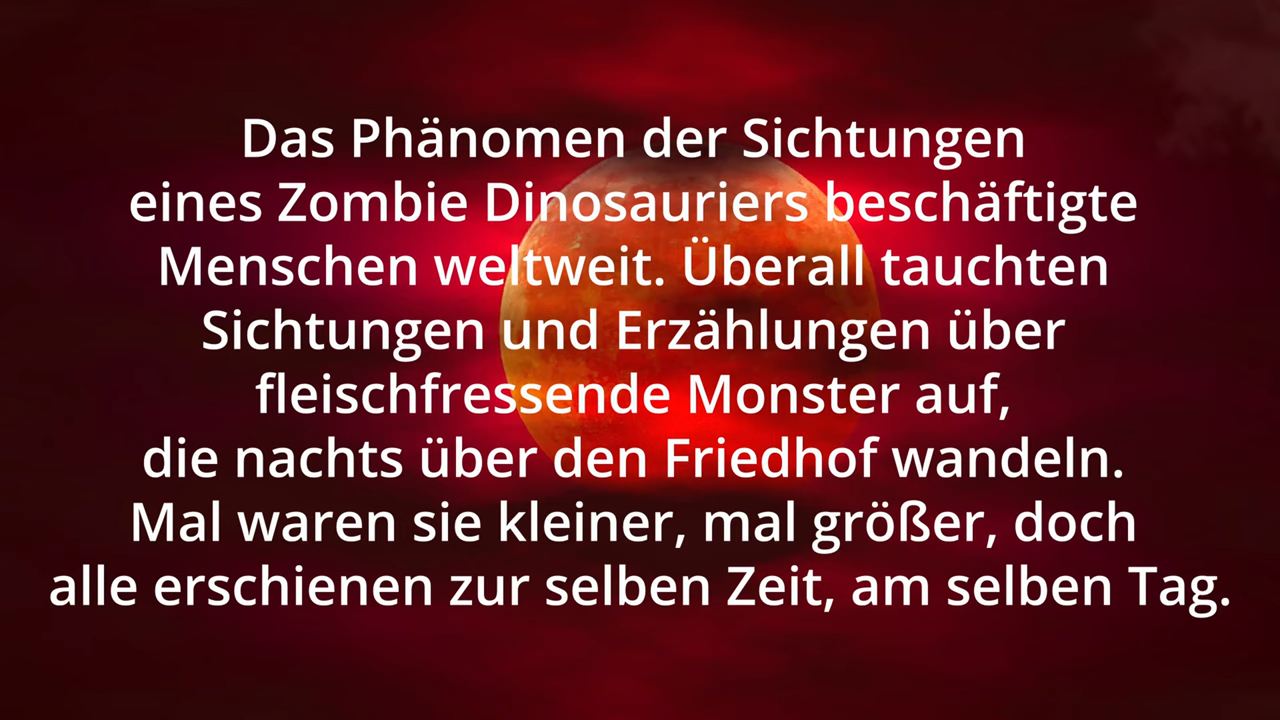 Das Phänomen der Sichtungen
eines Zombie Dinosauriers beschäftigte
Menschen weltweit. Überall tauchten
Sichtungen und Erzählungen über
fleischfressende Monster auf,
die nachts über den Friedhof wandeln.
Mal waren sie kleiner, mal größer, doch
alle erschienen zur selben Zeit, am selben Tag.